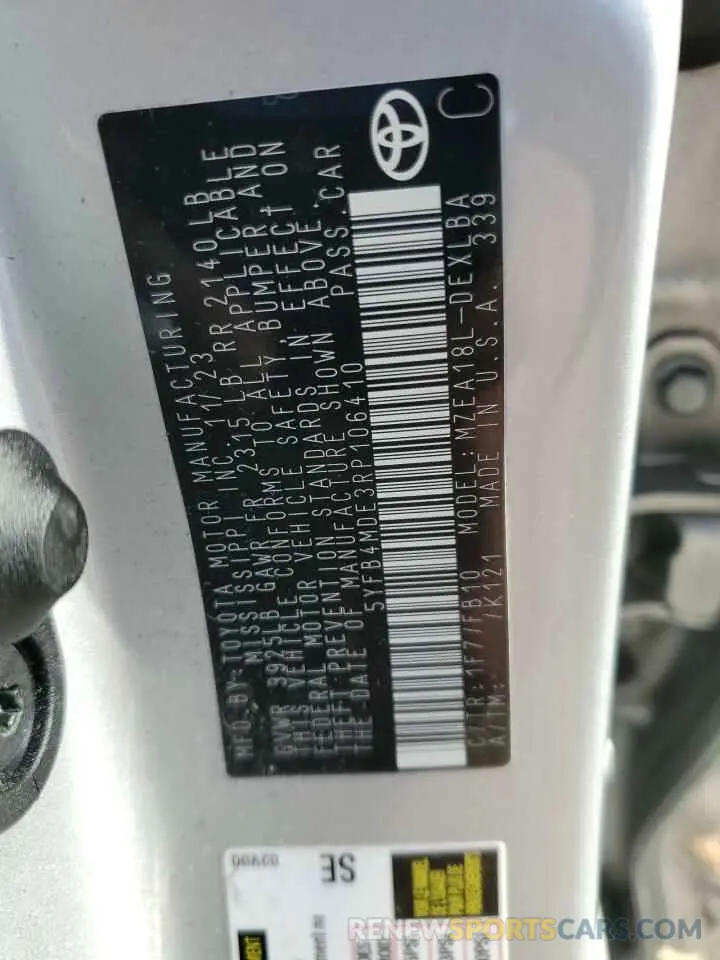 MFD. BY: TOYOTA MOTOR MANUFACTURING
MISSISSIPPI INC 11/23
GVWR 3925LB GAWR FR 2315LB RR 2140LB
THIS VEHICLE CONFORMS TO ALL APPLICABLE
FEDERAL MOTOR VEHICLE SAFETY, BUMPER AND
THEFT PREVENTION STANDARDS IN EFFECT ON
THE DATE OF MANUFACTURE SHOWN ABOVE.
5YFB4MDE3RP106410 PASS. CAR
C/TR: 1F7/FB10 MODEL: MZEA18L-DEXLBA
A/TM: /K121 MADE IN U.S.A. 339
C
SE
RENEWSPORTSCARS.COM